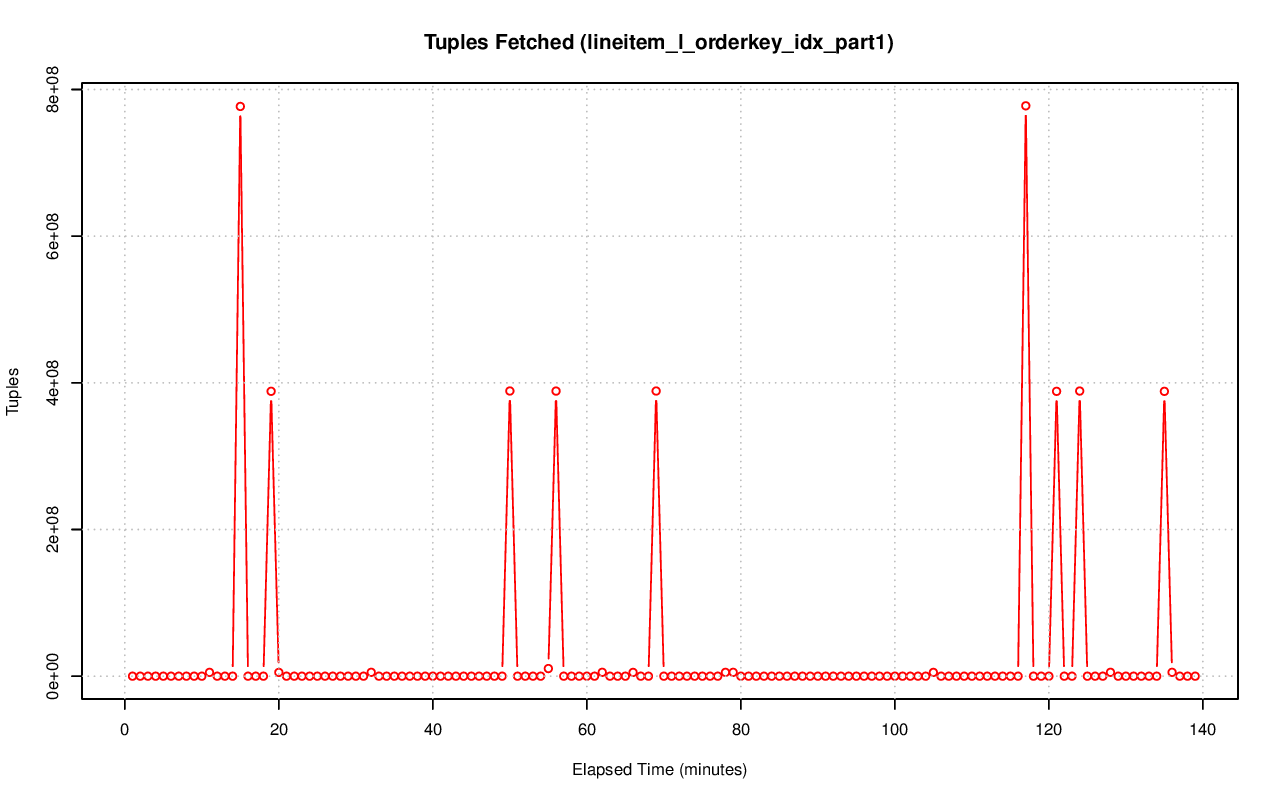 Tuples Fetched (lineitem_l_orderkey_idx_part1)
8e+08
6e+08
4e+08
2e+08
0e+00
Tuples
0 20 40 60 80 100 120 140
Elapsed Time (minutes)